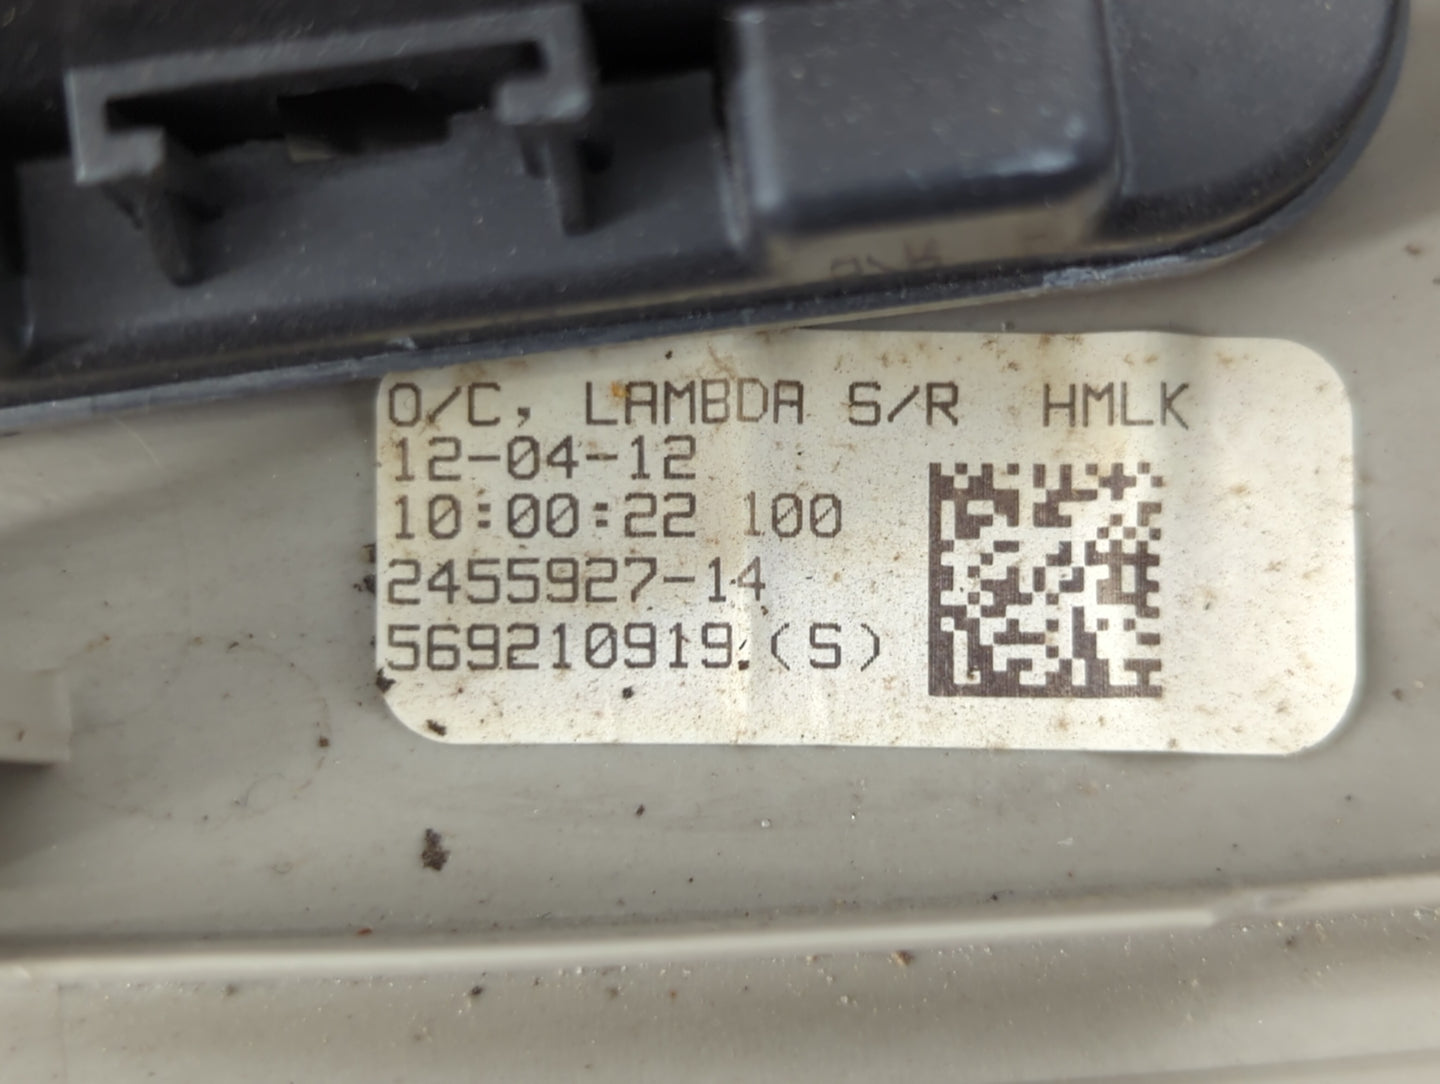 O/C, LAMBDA S/R HMLK
12-04-12
10:00:22 100
2455927-14
569210919 (S)